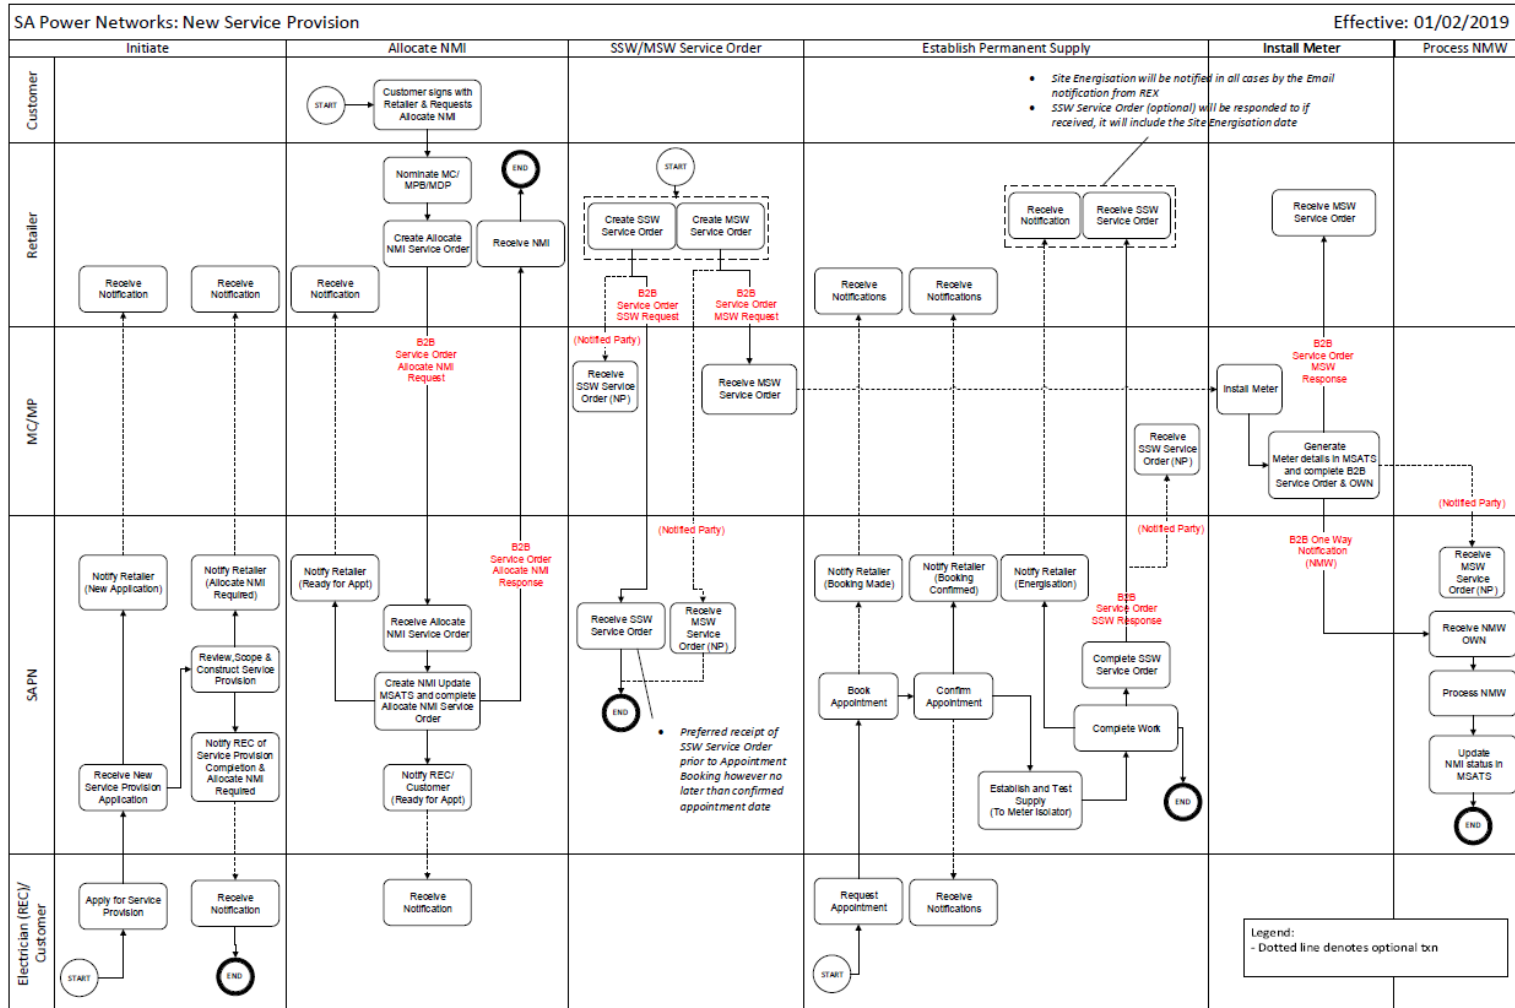 SA Power Networks: New Service Provision
Effective: 01/02/2019
Initiate
Allocate NMI
SSW/MSW Service Order
Establish Permanent Supply
Install Meter
Process NMW
Customer
START
Customer signs with
Retailer & Requests
Allocate NMI
• Site Energisation will be notified in all cases by the Email
notification from REX
• SSW Service Order (optional) will be responded to if
received, it will include the Site Energisation date
Retailer
Nominate MC/
MPB/MDP
END
START
Create Allocate
NMI Service Order
Receive NMI
Create SSW
Service Order
Create MSW
Service Order
Receive
Notification
Receive SSW
Service Order
Receive MSW
Service Order
Receive
Notification
Receive
Notification
Receive
Notification
Receive
Notifications
Receive
Notifications
B2B
Service Order
SSW Request
B2B
Service Order
MSW Request
MC/MP
B2B
Service Order
Allocate NMI
Request
(Notified Party)
Receive
SSW Service
Order (NP)
Receive MSW
Service Order
Install Meter
B2B
Service Order
MSW
Response
Receive
SSW Service
Order (NP)
Generate
Meter details in MSATS
and complete B2B
Service Order & OWN
(Notified Party)
SAPN
Notify Retailer
(New Application)
Notify Retailer
(Allocate NMI
Required)
Notify Retailer
(Ready for Appt)
B2B
Service Order
Allocate NMI
Response
(Notified Party)
Notify Retailer
(Booking Made)
Notify Retailer
(Booking
Confirmed)
Notify Retailer
(Energisation)
(Notified Party)
B2B One Way
Notification
(NMW)
Receive
MSW
Service
Order (NP)
Receive Allocate
NMI Service Order
Receive SSW
Service Order
Receive
MSW
Service
Order (NP)
B2B
Service Order
SSW Response
Receive NMW
OWN
Review,Scope &
Construct Service
Provision
Create NMI Update
MSATS and complete
Allocate NMI Service
Order
END
Book
Appointment
Confirm
Appointment
Complete SSW
Service Order
Complete Work
Process NMW
Notify REC of
Service Provision
Completion &
Allocate NMI
Required
Receive New
Service Provision
Application
Notify REC/
Customer
(Ready for Appt)
• Preferred receipt of
SSW Service Order
prior to Appointment
Booking however no
later than confirmed
appointment date
Establish and Test
Supply
(To Meter Isolator)
END
Update
NMI status in
MSATS
END
Electrician (REC)/
Customer
Apply for Service
Provision
Receive
Notification
Receive
Notification
Request
Appointment
Receive
Notifications
START
END
START
Legend:
- Dotted line denotes optional txn